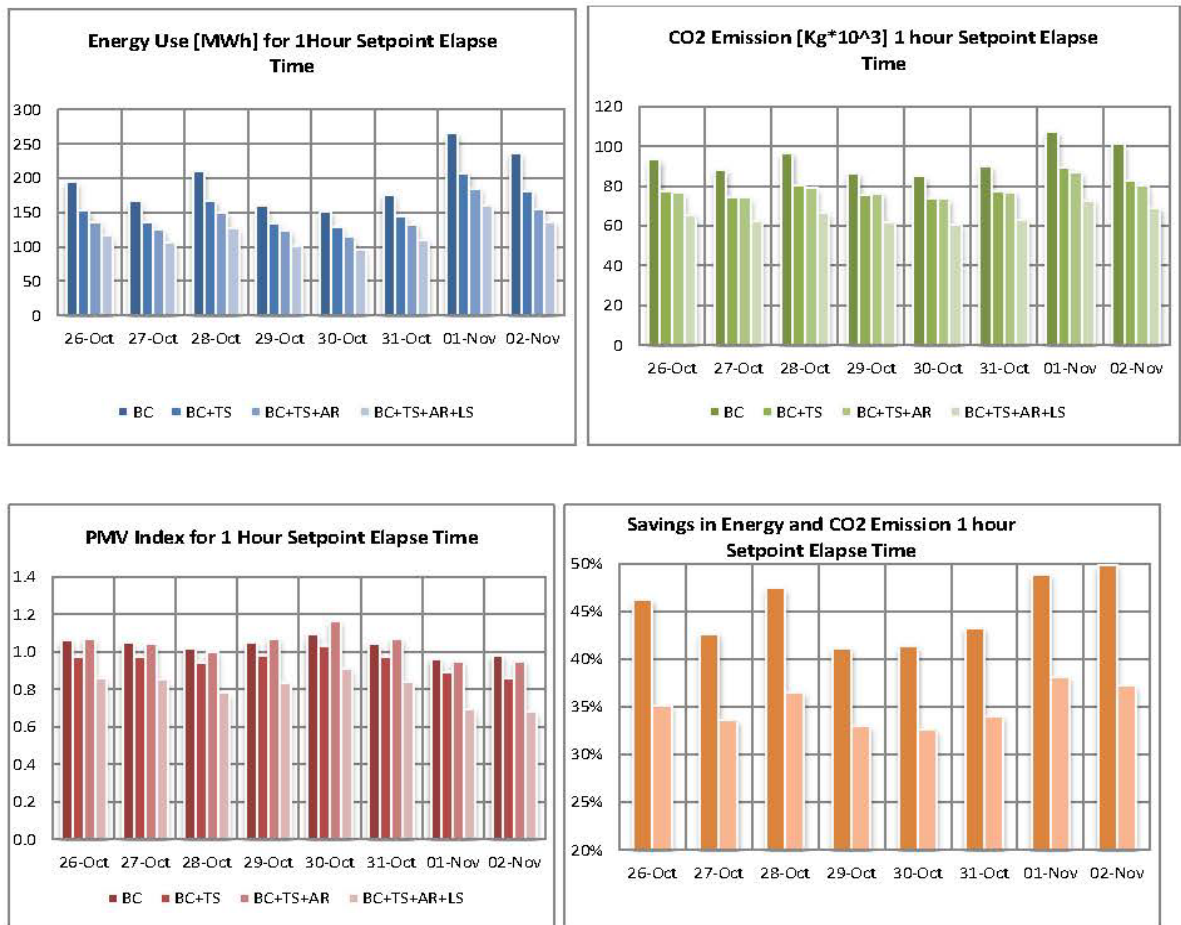 Energy Use [MWh] for 1Hour Setpoint Elapse
Time
300
250
200
150
100
50
0
26-Oct 27-Oct 28-Oct 29-Oct 30-Oct 31-Oct 01-Nov 02-Nov
BC BC+TS BC+TS+AR BC+TS+AR+LS
CO2 Emission [Kg*10^3] 1 hour Setpoint Elapse
Time
120
100
80
60
40
20
0
26-Oct 27-Oct 28-Oct 29-Oct 30-Oct 31-Oct 01-Nov 02-Nov
BC BC+TS BC+TS+AR BC+TS+AR+LS
PMV Index for 1 Hour Setpoint Elapse Time
1.4
1.2
1.0
0.8
0.6
0.4
0.2
0.0
26-Oct 27-Oct 28-Oct 29-Oct 30-Oct 31-Oct 01-Nov 02-Nov
BC BC+TS BC+TS+AR BC+TS+AR+LS
Savings in Energy and CO2 Emission 1 hour
Setpoint Elapse Time
50%
45%
40%
35%
30%
25%
20%
26-Oct 27-Oct 28-Oct 29-Oct 30-Oct 31-Oct 01-Nov 02-Nov